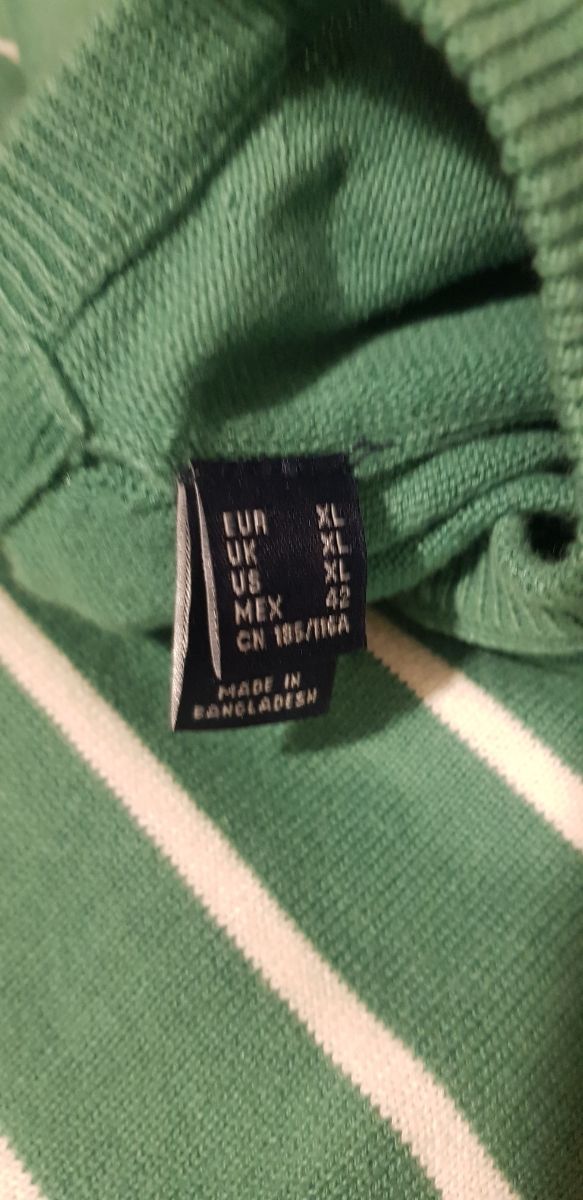 EUR XL
UK XL
US XL
MEX 42
CN 185/116A
MADE IN
BANGLADESH